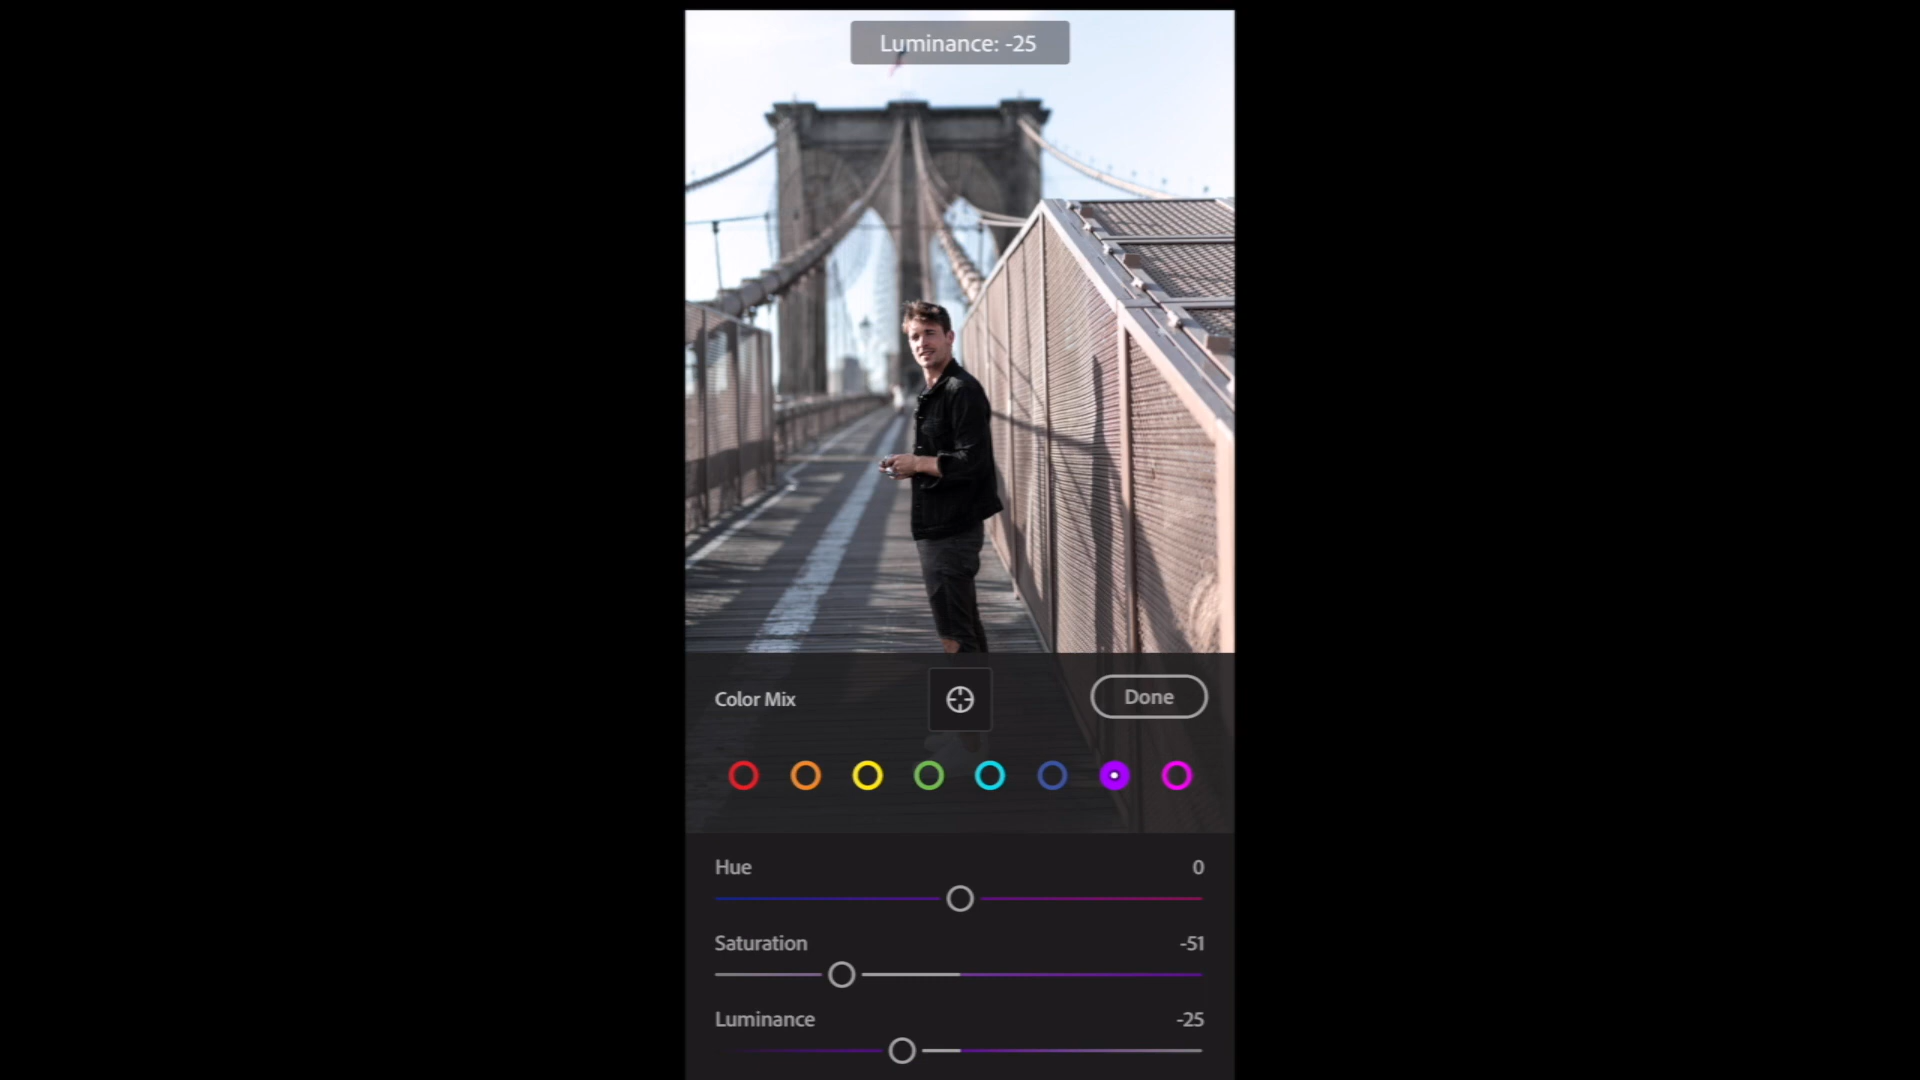 Luminance: -25
Color Mix
Done
Hue 0
Saturation -51
Luminance -25